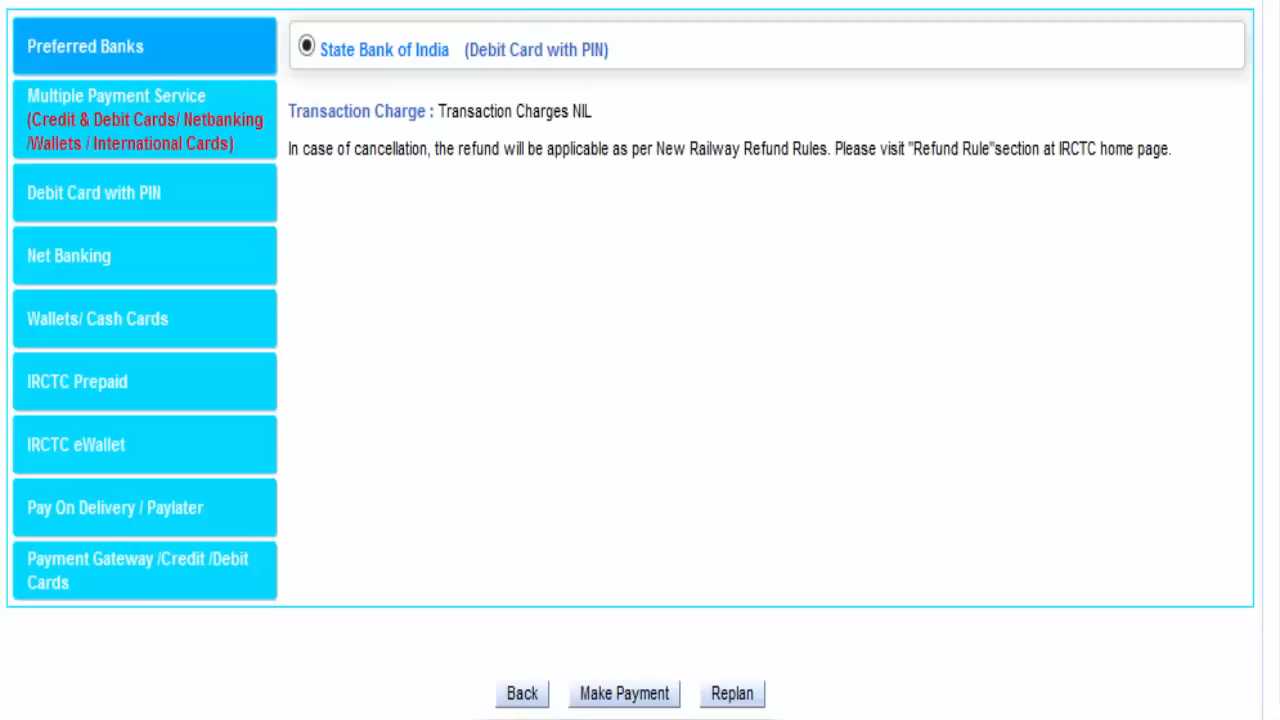 Preferred Banks
State Bank of India (Debit Card with PIN)
Multiple Payment Service
(Credit & Debit Cards/ Netbanking
/Wallets / International Cards)
Debit Card with PIN
Net Banking
Wallets/ Cash Cards
IRCTC Prepaid
IRCTC eWallet
Pay On Delivery / Paylater
Payment Gateway /Credit /Debit
Cards
Transaction Charge : Transaction Charges NIL
In case of cancellation, the refund will be applicable as per New Railway Refund Rules. Please visit "Refund Rule"section at IRCTC home page.
Back Make Payment Replan